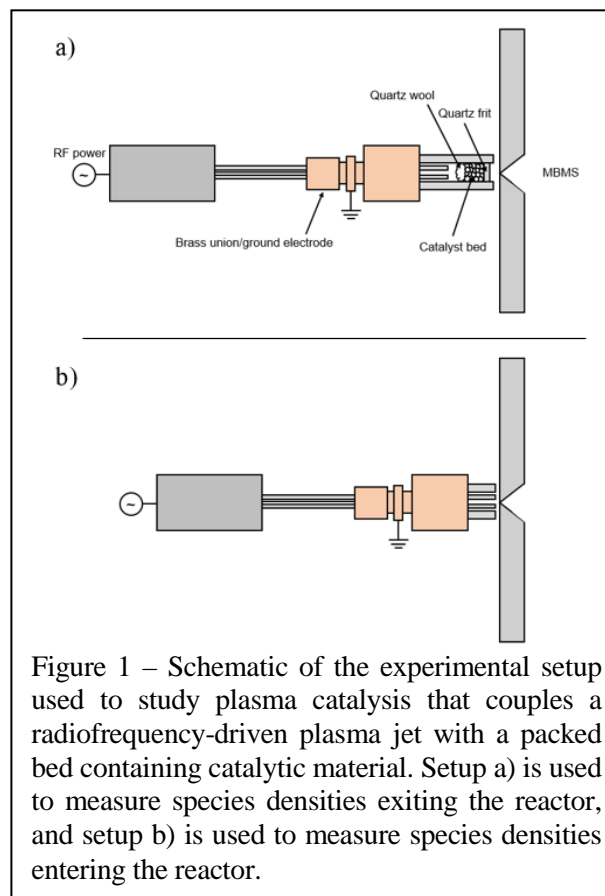 a)
Quartz wool
Quartz frit
RF power
~
MBMS
Brass union/ground electrode
Catalyst bed
b)
~
Figure 1 – Schematic of the experimental setup
used to study plasma catalysis that couples a
radiofrequency-driven plasma jet with a packed
bed containing catalytic material. Setup a) is used
to measure species densities exiting the reactor,
and setup b) is used to measure species densities
entering the reactor.